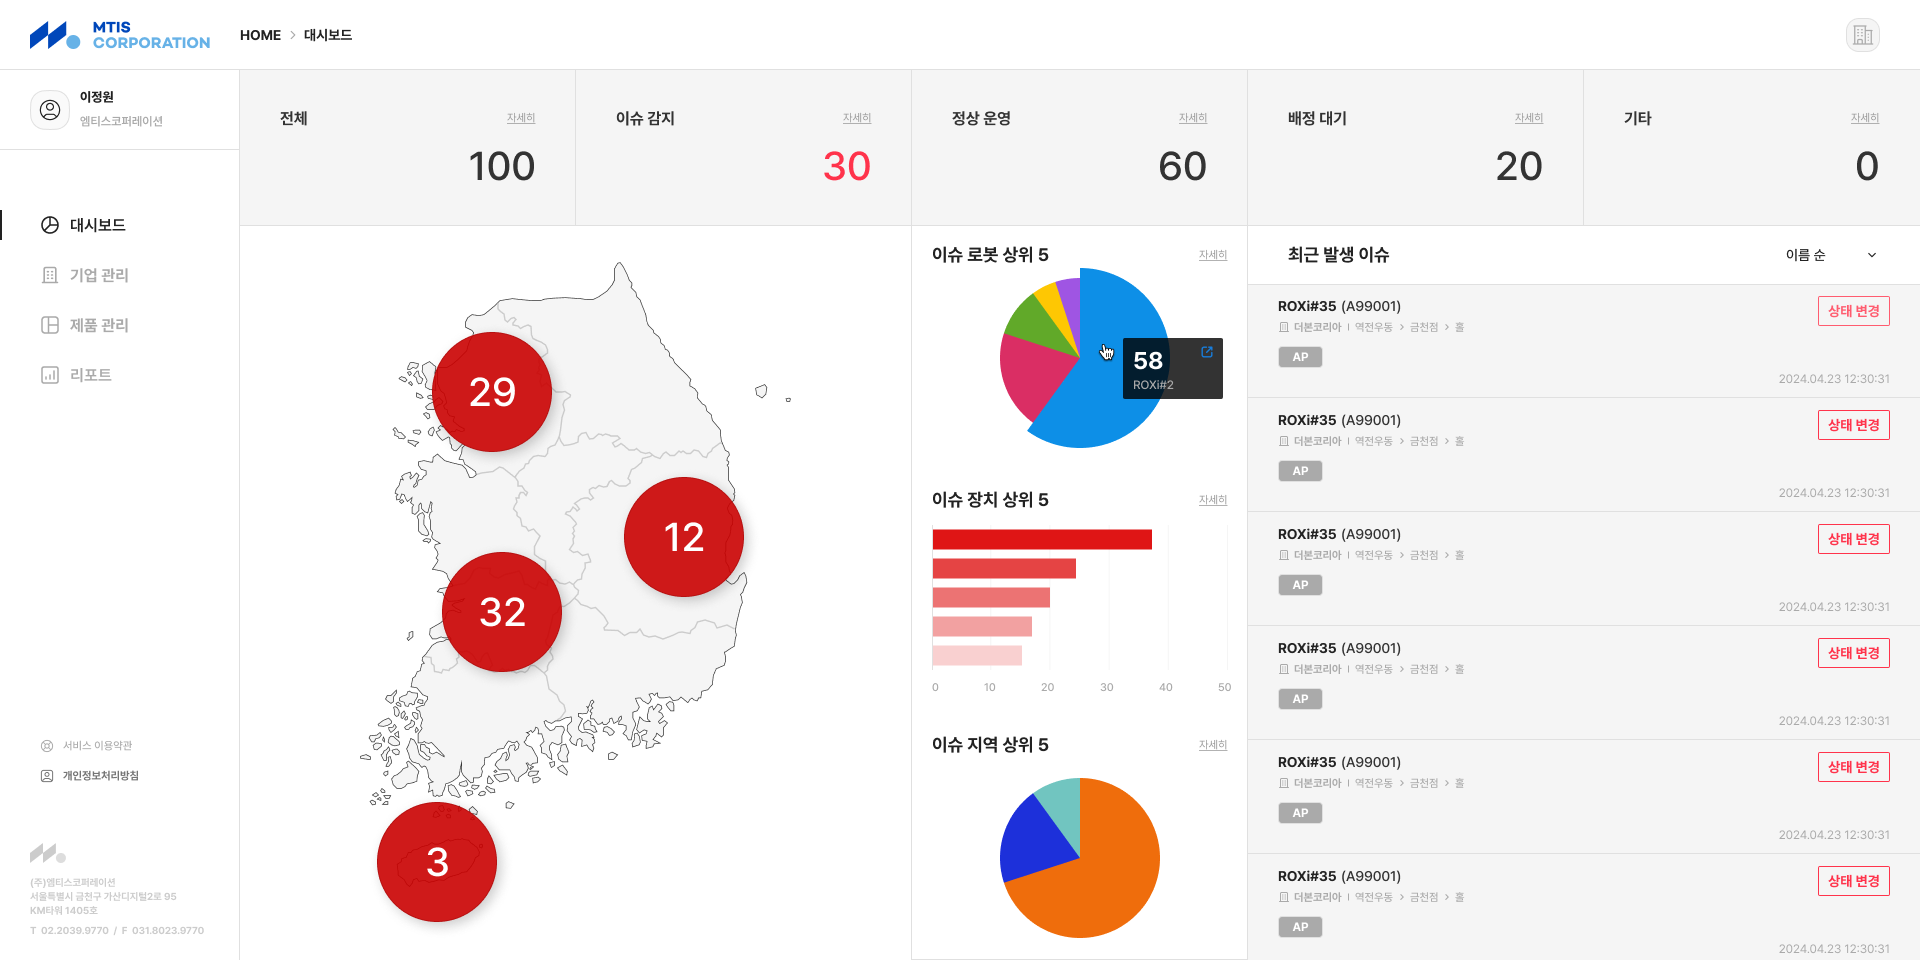 MTIS
CORPORATION
HOME > 대시보드
이정원
엠티스코퍼레이션
대시보드
기업 관리
제품 관리
리포트
서비스 이용약관
개인정보처리방침
(주)엠티스코퍼레이션
서울특별시 금천구 가산디지털2로 95
KM타워 1405호
T 02.2039.9770 / F 031.8023.9770
전체 자세히
100
이슈 감지 자세히
30
정상 운영 자세히
60
배정 대기 자세히
20
기타 자세히
0
29
12
32
3
이슈 로봇 상위 5 자세히
58
ROXi#2
이슈 장치 상위 5 자세히
0 10 20 30 40 50
이슈 지역 상위 5 자세히
최근 발생 이슈 이름 순
ROXi#35 (A99001) 상태 변경
더본코리아 | 역전우동 > 금천점 > 홀
AP
2024.04.23 12:30:31
ROXi#35 (A99001) 상태 변경
더본코리아 | 역전우동 > 금천점 > 홀
AP
2024.04.23 12:30:31
ROXi#35 (A99001) 상태 변경
더본코리아 | 역전우동 > 금천점 > 홀
AP
2024.04.23 12:30:31
ROXi#35 (A99001) 상태 변경
더본코리아 | 역전우동 > 금천점 > 홀
AP
2024.04.23 12:30:31
ROXi#35 (A99001) 상태 변경
더본코리아 | 역전우동 > 금천점 > 홀
AP
2024.04.23 12:30:31
ROXi#35 (A99001) 상태 변경
더본코리아 | 역전우동 > 금천점 > 홀
AP
2024.04.23 12:30:31